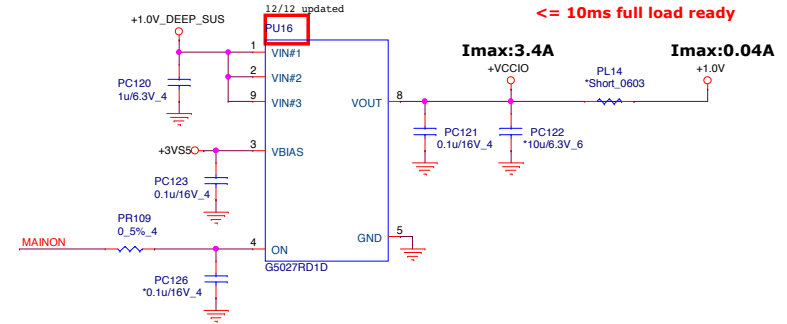 12/12 updated
<= 10ms full load ready
+1.0V_DEEP_SUS
PU16
Imax:3.4A
Imax:0.04A
+VCCIO
PL14
*Short_0603
+1.0V
1
VIN#1
2
VIN#2
PC120
1u/6.3V_4
9
VIN#3
VOUT
8
PC121
0.1u/16V_4
PC122
*10u/6.3V_6
+3VS5
3
VBIAS
PC123
0.1u/16V_4
PR109
0_5%_4
MAINON
4
ON
GND
5
G5027RD1D
PC126
*0.1u/16V_4